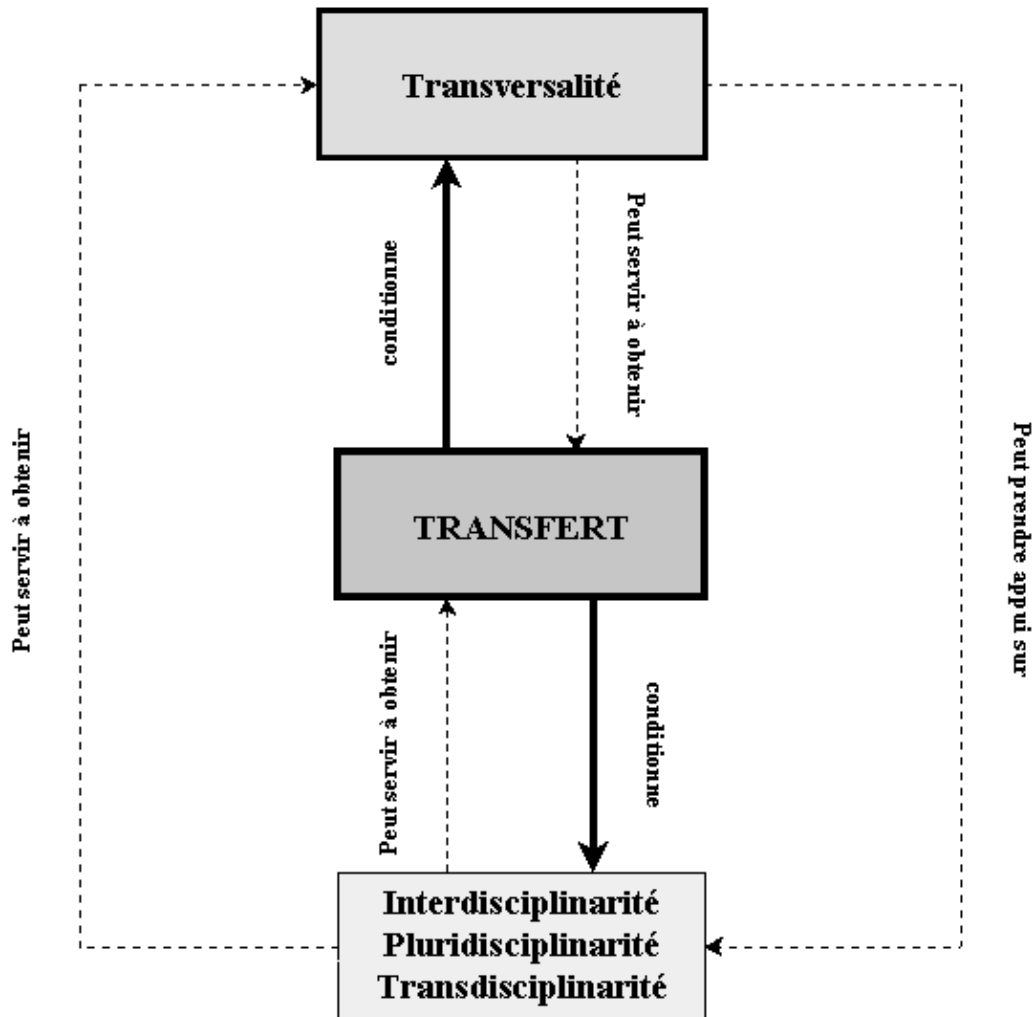 Transversalité
conditionne
Peut servir à obtenir
Peut servir à obtenir
TRANSFERT
Peut prendre appui sur
Peut servir à obtenir
conditionne
Interdisciplinarité
Pluridisciplinarité
Transdisciplinarité